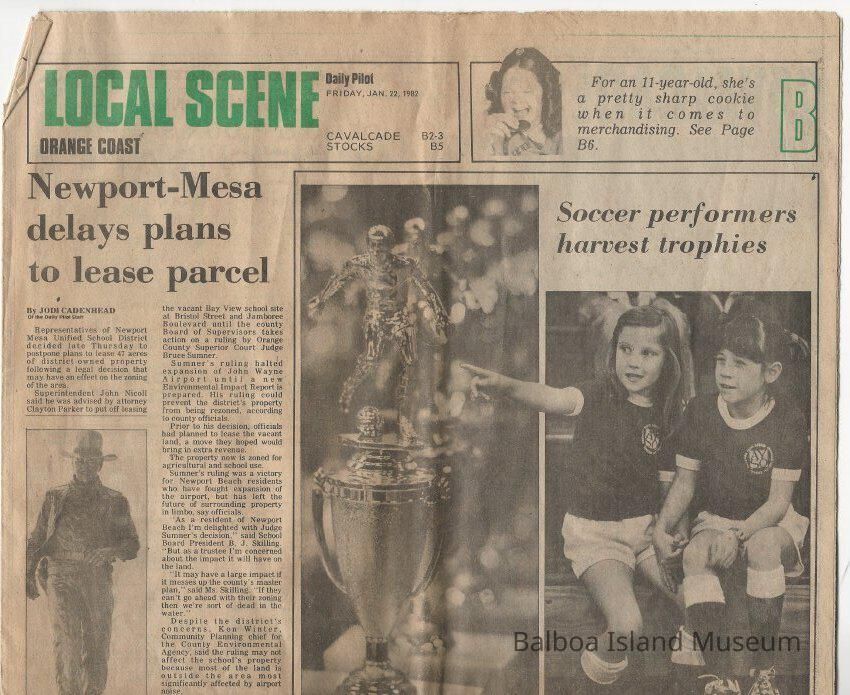 LOCAL SCENE
ORANGE COAST
Daily Pilot
FRIDAY, JAN. 22, 1982
CAVALCADE B2-3
STOCKS B5
For an 11-year-old, she's
a pretty sharp cookie
when it comes to
merchandising. See Page
B6.
B
Newport-Mesa
delays plans
to lease parcel
By JODI CADENHEAD
Of the Daily Pilot Staff
Representatives of Newport
Mesa Unified School District
decided late Thursday to
postpone plans to lease 47 acres
of district-owned property
following a legal decision that
may have an effect on the zoning
of the area.
Superintendent John Nicoll
said he was advised by attorney
Clayton Parker to put off leasing
the vacant Bay View school site
at Bristol Street and Jamboree
Boulevard until the county
Board of Supervisors takes
action on a ruling by Orange
County Superior Court Judge
Bruce Sumner.
Sumner's ruling halted
expansion of John Wayne
Airport until a new
Environmental Impact Report is
prepared. His ruling could
prevent the district's property
from being rezoned, according
to county officials.
Prior to his decision, officials
had planned to lease the vacant
land, a move they hoped would
bring in extra revenue.
The property now is zoned for
agricultural and school use.
Sumner's ruling was a victory
for Newport Beach residents
who have fought expansion of
the airport, but has left the
future of surrounding property
in limbo, say officials.
"As a resident of Newport
Beach I'm delighted with Judge
Sumner's decision," said School
Board President B. J. Skilling.
"But as a trustee I'm concerned
about the impact it will have on
the land.
"It may have a large impact if
it messes up the county's master
plan," said Ms. Skilling. "If they
can't go ahead with their zoning
then we're sort of dead in the
water."
Despite the district's
concerns, Ken Winter,
Community Planning chief for
the County Environmental
Agency, said the ruling may not
affect the school's property
because most of the land is
outside the area most
significantly affected by airport
noise.
Soccer performers
harvest trophies
AYSO
Balboa Island Museum